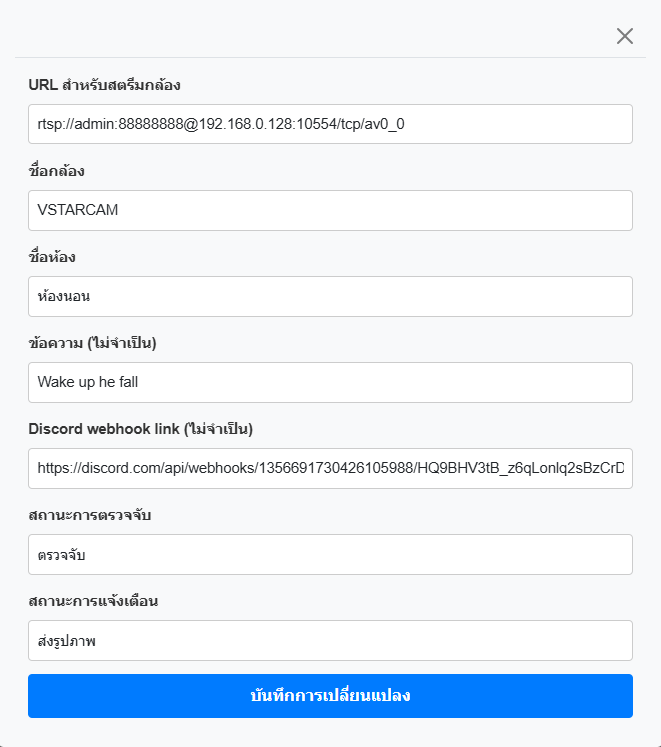 URL สำหรับสตรีมกล้อง
rtsp://admin:88888888@192.168.0.128:10554/tcp/av0_0
ชื่อกล้อง
VSTARCAM
ชื่อห้อง
ห้องนอน
ข้อความ (ไม่จำเป็น)
Wake up he fall
Discord webhook link (ไม่จำเป็น)
https://discord.com/api/webhooks/1356691730426105988/HQ9BHV3tB_z6qLonlq2sBzCrD
สถานะการตรวจจับ
ตรวจจับ
สถานะการแจ้งเตือน
ส่งรูปภาพ
บันทึกการเปลี่ยนแปลง